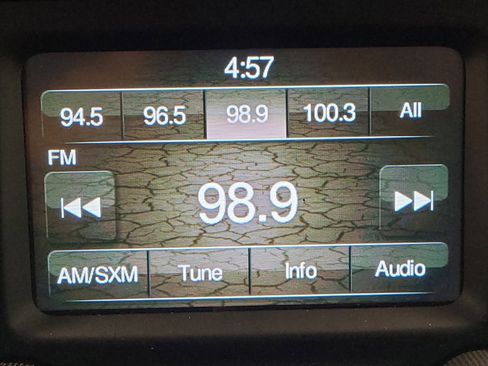 4:57
94.5 96.5 98.9 100.3 All
FM
98.9
AM/SXM Tune Info Audio